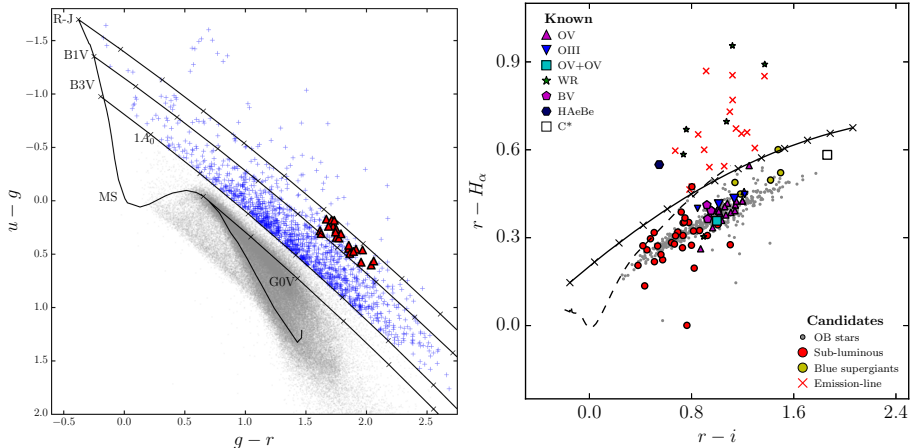 R-J
B1V
B3V
1A₀
MS
G0V
−1.5
−1.0
−0.5
0.0
0.5
1.0
1.5
2.0
u − g
−0.5 0.0 0.5 1.0 1.5 2.0 2.5
g − r
Known
OV
OIII
OV+OV
WR
BV
HAeBe
C*
0.9
0.6
0.3
0.0
r − Hα
Candidates
OB stars
Sub-luminous
Blue supergiants
Emission-line
0.0 0.8 1.6 2.4
r − i